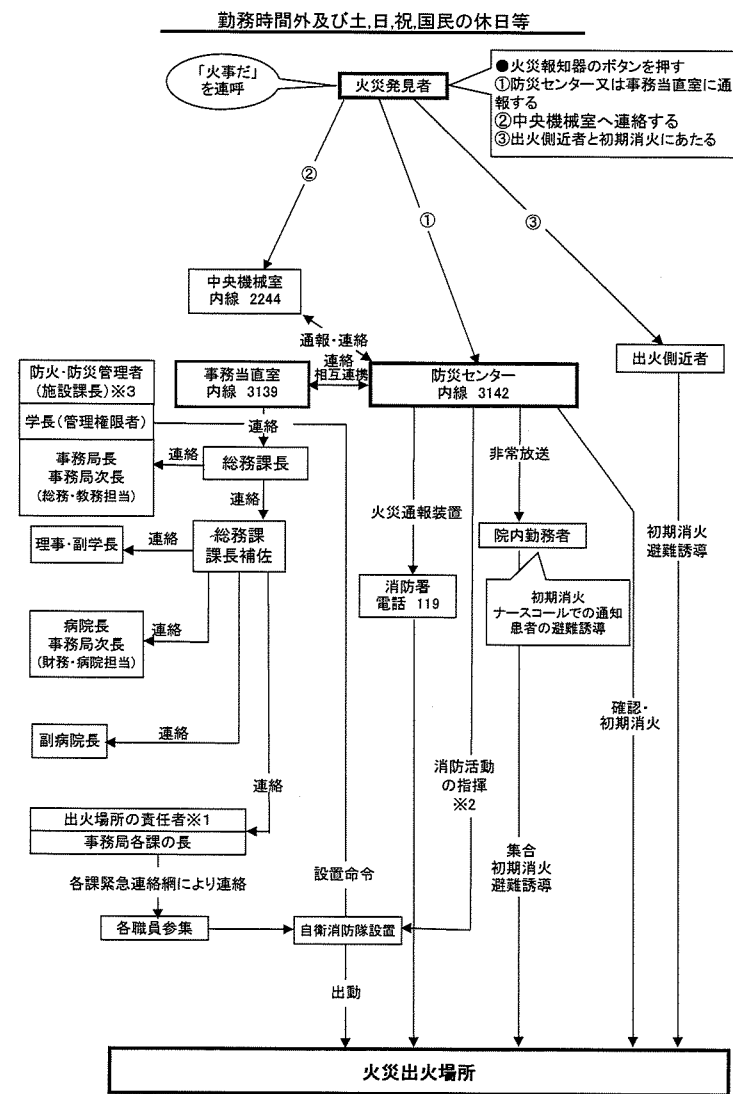 勤務時間外及び土,日,祝,国民の休日等
「火事だ」
を連呼
火災発見者
●火災報知器のボタンを押す
①防災センター又は事務当直室に通
報する
②中央機械室へ連絡する
③出火側近者と初期消火にあたる
②
①
③
中央機械室
内線 2244
通報・連絡
出火側近者
防火・防災管理者
(施設課長)※3
学長(管理権限者)
事務局長
事務局次長
(総務・教務担当)
事務当直室
内線 3139
連絡
相互連携
防災センター
内線 3142
連絡
連絡
総務課長
連絡
非常放送
火災通報装置
初期消火
避難誘導
理事・副学長
連絡
総務課
課長補佐
院内勤務者
消防署
電話 119
初期消火
ナースコールでの通知
患者の避難誘導
病院長
事務局次長
(財務・病院担当)
連絡
確認・
初期消火
副病院長
連絡
消防活動
の指揮
※2
連絡
出火場所の責任者※1
事務局各課の長
集合
初期消火
避難誘導
設置命令
各課緊急連絡網により連絡
各職員参集
自衛消防隊設置
出動
火災出火場所